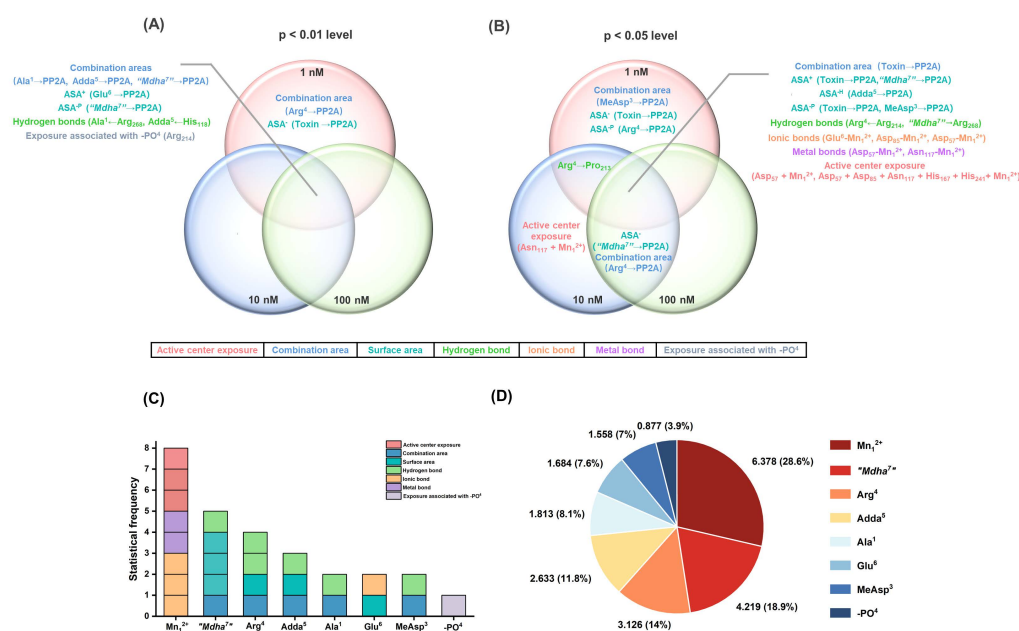 (A)
p < 0.01 level
Combination areas
(Ala¹→PP2A, Adda⁵→PP2A, "Mdha⁷"→PP2A)
ASA⁺ (Glu⁶→PP2A)
ASA⁻ᴾ ("Mdha⁷"→PP2A)
Hydrogen bonds (Ala¹←Arg₂₆₈, Adda⁵←His₁₁₈)
Exposure associated with -PO⁴ (Arg₂₁₄)
1 nM
Combination area
(Arg⁴→PP2A)
ASA⁻ (Toxin→PP2A)
10 nM
100 nM
(B)
p < 0.05 level
1 nM
Combination area
(MeAsp³→PP2A)
ASA⁻ (Toxin→PP2A)
ASA⁻ᴾ (Arg⁴→PP2A)
Arg⁴→Pro₂₁₃
Active center
exposure
(Asn₁₁₇ + Mn₁²⁺)
ASA⁻
("Mdha⁷"→PP2A)
Combination area
(Arg⁴→PP2A)
10 nM
100 nM
Combination area (Toxin→PP2A)
ASA⁺ (Toxin→PP2A,"Mdha⁷"→PP2A)
ASA⁻ᴴ (Adda⁵→PP2A)
ASA⁻ᴾ (Toxin→PP2A, MeAsp³→PP2A)
Hydrogen bonds (Arg⁴←Arg₂₁₄, "Mdha⁷"→Arg₂₆₈)
Ionic bonds (Glu⁶-Mn₁²⁺, Asp₈₅-Mn₁²⁺, Asp₅₇-Mn₁²⁺)
Metal bonds (Asp₅₇-Mn₁²⁺, Asn₁₁₇-Mn₁²⁺)
Active center exposure
(Asp₅₇ + Mn₁²⁺, Asp₅₇ + Asp₈₅ + Asn₁₁₇ + His₁₆₇ + His₂₄₁+ Mn₁²⁺)
Active center exposure Combination area Surface area Hydrogen bond Ionic bond Metal bond Exposure associated with -PO⁴
(C)
Statistical frequency
8
7
6
5
4
3
2
1
0
Mn₁²⁺ "Mdha⁷" Arg⁴ Adda⁵ Ala¹ Glu⁶ MeAsp³ -PO⁴
Active center exposure
Combination area
Surface area
Hydrogen bond
Ionic bond
Metal bond
Exposure associated with -PO⁴
(D)
0.877 (3.9%)
1.558 (7%)
1.684 (7.6%)
1.813 (8.1%)
2.633 (11.8%)
3.126 (14%)
4.219 (18.9%)
6.378 (28.6%)
Mn₁²⁺
"Mdha⁷"
Arg⁴
Adda⁵
Ala¹
Glu⁶
MeAsp³
-PO⁴